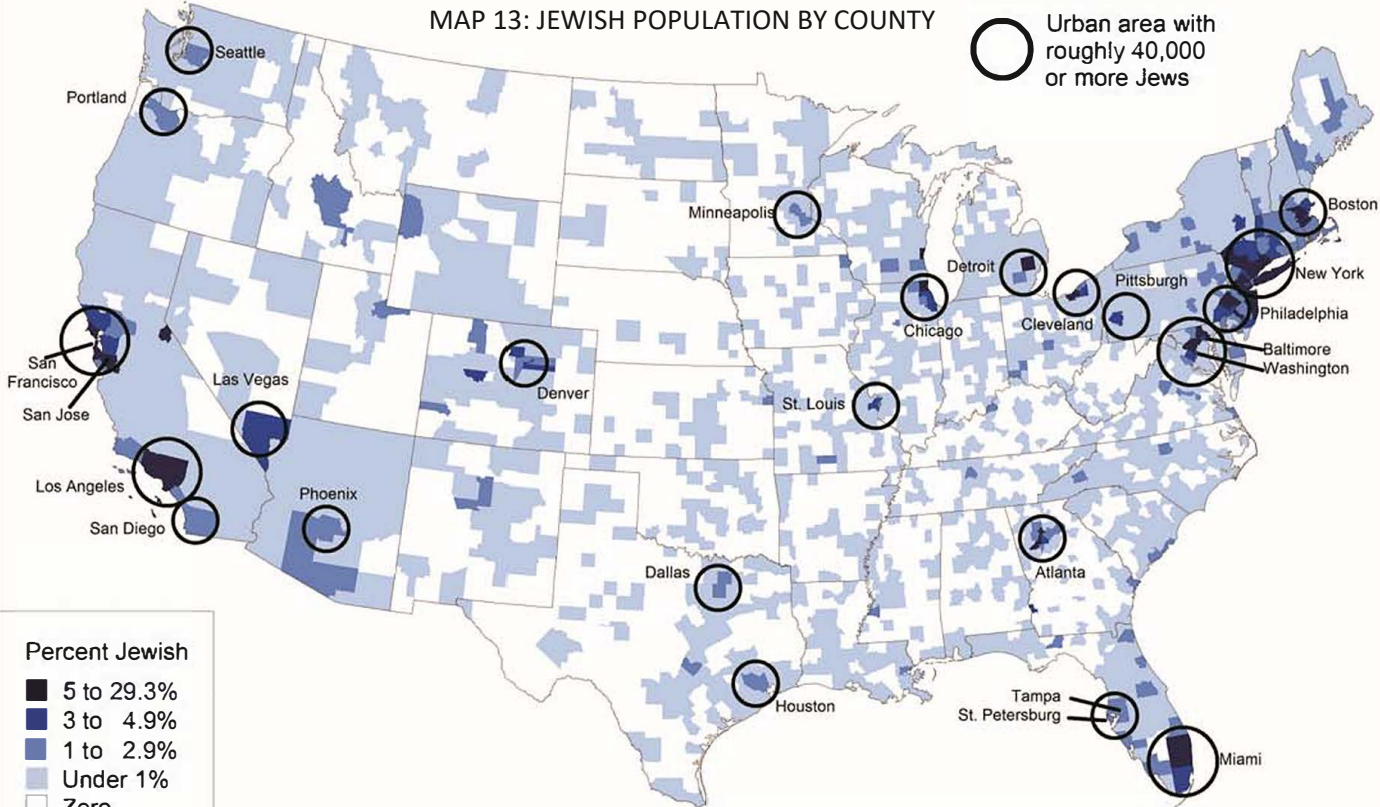 MAP 13: JEWISH POPULATION BY COUNTY
Urban area with
roughly 40,000
or more Jews
Seattle
Portland
Minneapolis
Boston
Detroit
Pittsburgh
New York
Chicago
Cleveland
Philadelphia
Baltimore
Washington
San
Francisco
San Jose
Las Vegas
Denver
St. Louis
Los Angeles
San Diego
Phoenix
Dallas
Atlanta
Houston
Tampa
St. Petersburg
Miami
Percent Jewish
5 to 29.3%
3 to 4.9%
1 to 2.9%
Under 1%
Zero